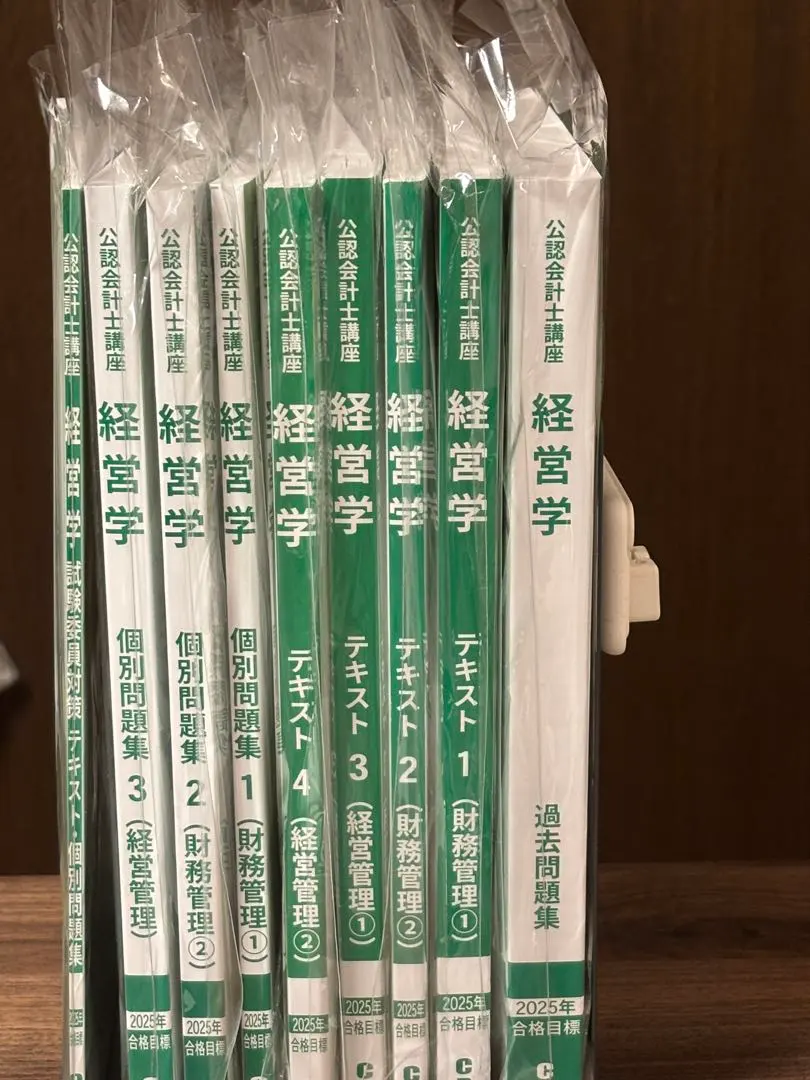 公認会計士講座
経営学
試験委員対策 テキスト・個別問題集
公認会計士講座
経営学
個別問題集 3 (経営管理)
2025年
合格目標
公認会計士講座
経営学
個別問題集 2 (財務管理②)
2025年
合格目標
公認会計士講座
経営学
個別問題集 1 (財務管理①)
2025年
合格目標
公認会計士講座
経営学
テキスト 4 (経営管理②)
2025年
合格目標
公認会計士講座
経営学
テキスト 3 (経営管理①)
2025年
合格目標
公認会計士講座
経営学
テキスト 2 (財務管理②)
2025年
合格目標
公認会計士講座
経営学
テキスト 1 (財務管理①)
2025年
合格目標
公認会計士講座
経営学
過去問題集
2025年
合格目標